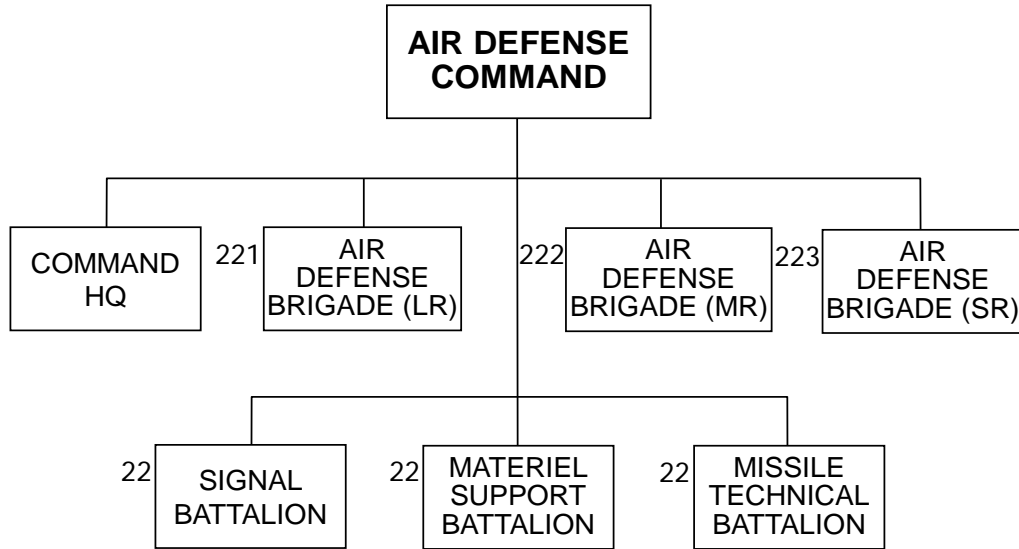 AIR DEFENSE
COMMAND
COMMAND
HQ
221
AIR
DEFENSE
BRIGADE (LR)
222
AIR
DEFENSE
BRIGADE (MR)
223
AIR
DEFENSE
BRIGADE (SR)
22
SIGNAL
BATTALION
22
MATERIEL
SUPPORT
BATTALION
22
MISSILE
TECHNICAL
BATTALION